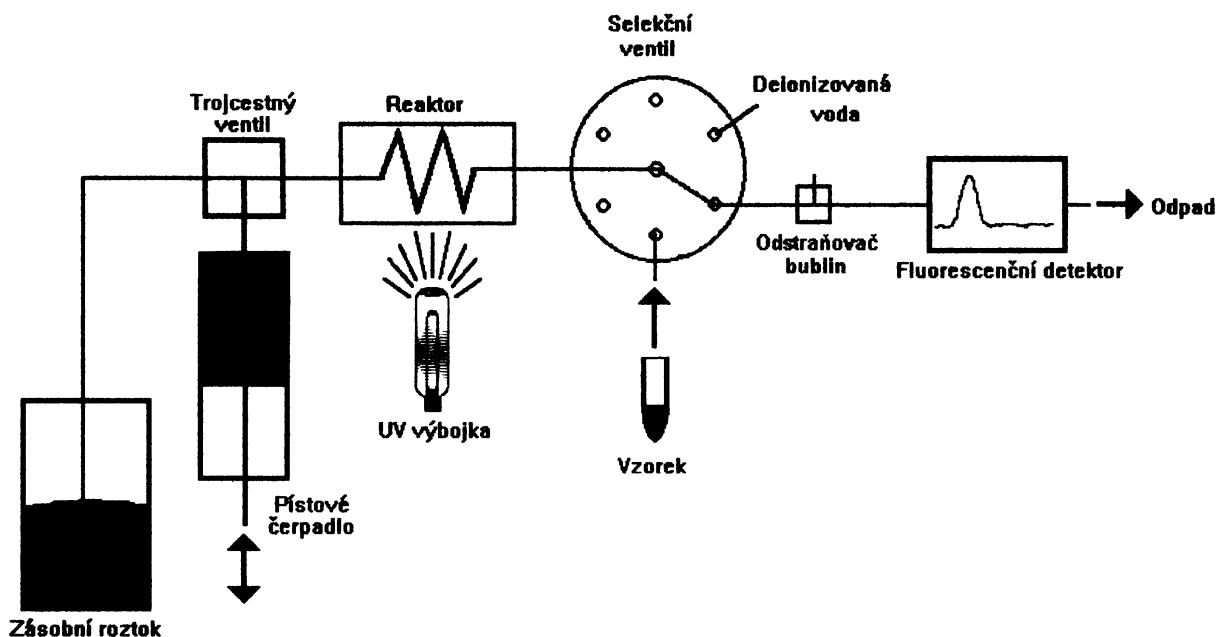 Selekční
ventil
Deionizovaná
voda
Trojcestný
ventil
Reaktor
Odpad
Odstraňovač
bublin
Fluorescenční detektor
UV výbojka
Vzorek
Pístové
čerpadlo
Zásobní roztok